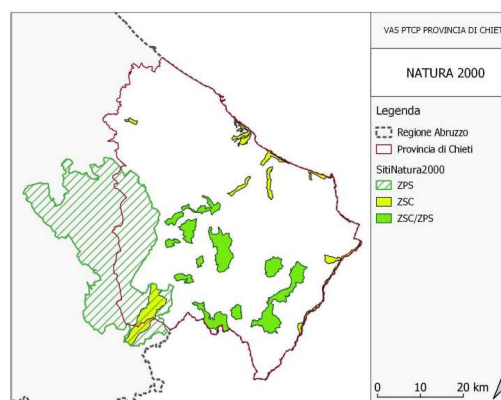 VAS PTCP PROVINCIA DI CHIETI
NATURA 2000
Legenda
Regione Abruzzo
Provincia di Chieti
SitiNatura2000
ZPS
ZSC
ZSC/ZPS
0 10 20 km